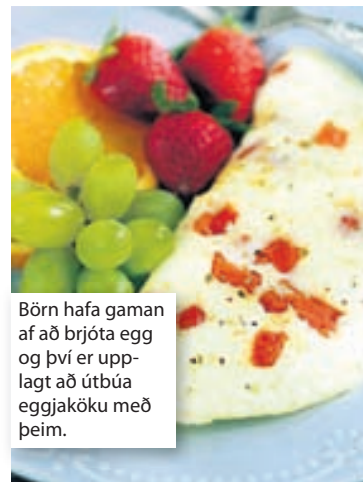 Börn hafa gaman
af að brjóta egg
og því er upp-
lagt að útbúa
eggjaköku með
þeim.